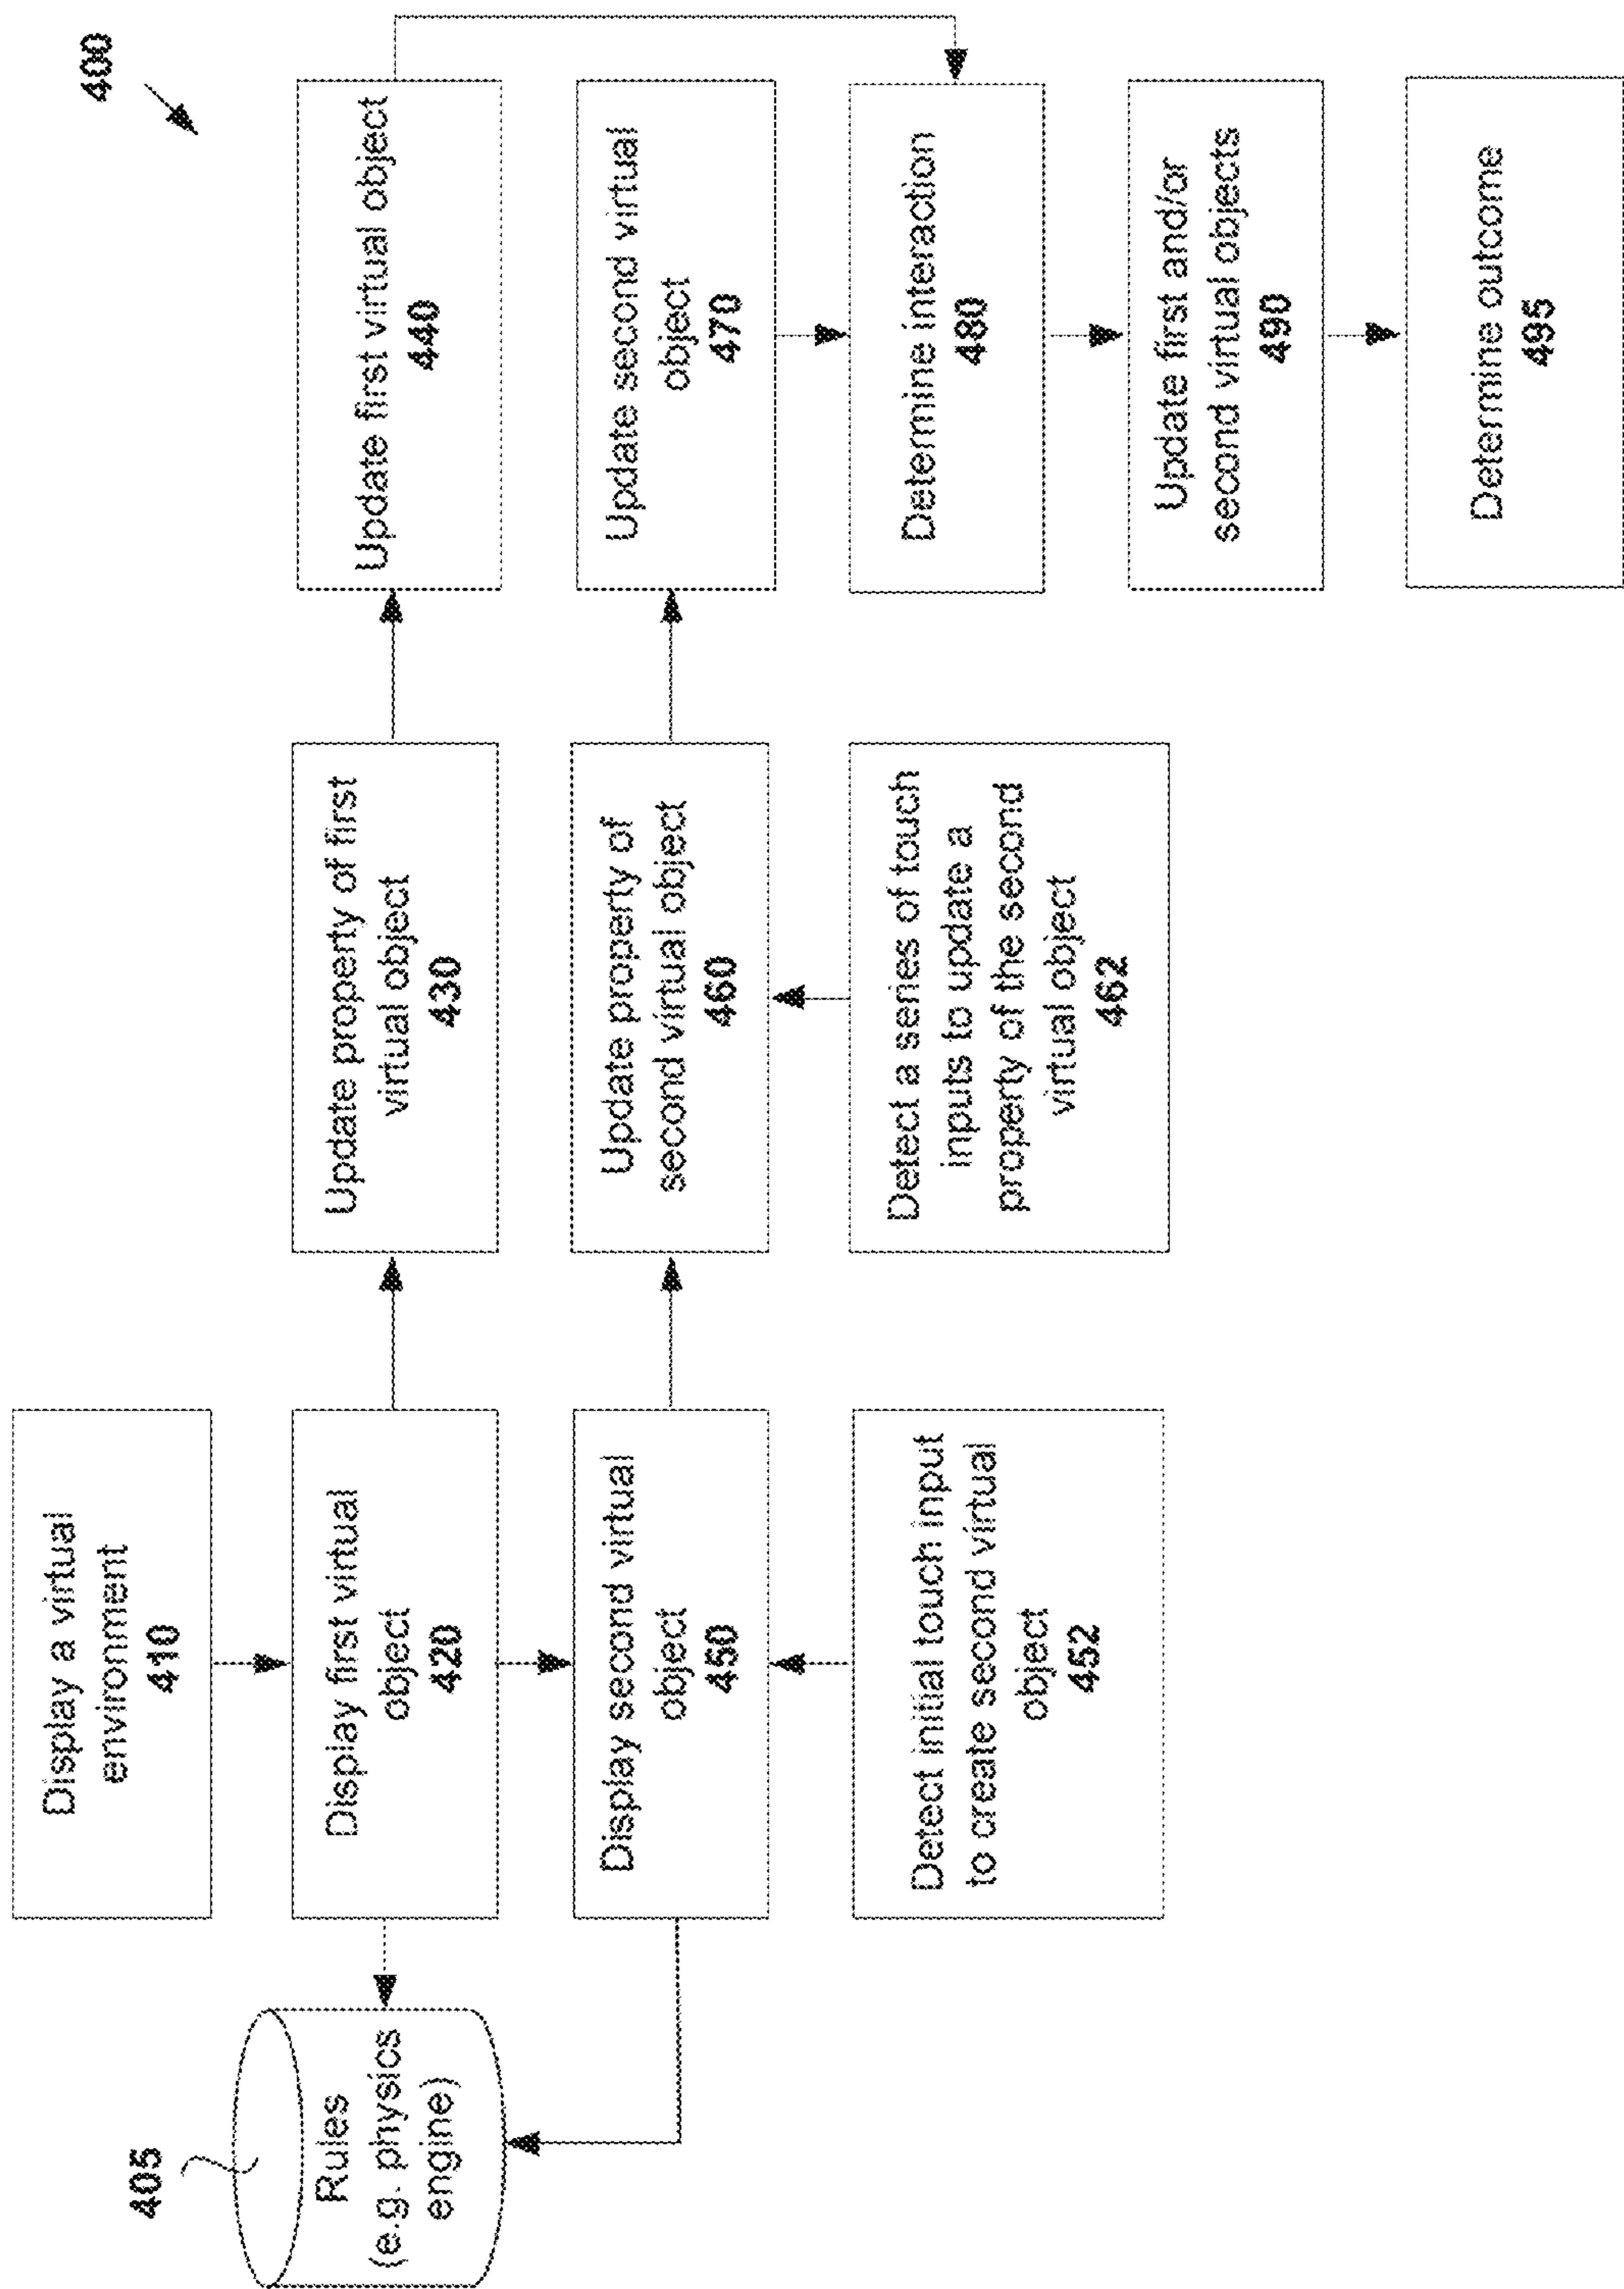 400
Display a virtual
environment
410
405
Rules
(e.g. physics
engine)
Display first virtual
object
420
Update property of first
virtual object
430
Update first virtual object
440
Display second virtual
object
450
Update property of
second virtual object
460
Update second virtual
object
470
Detect initial touch input
to create second virtual
object
452
Detect a series of touch
inputs to update a
property of the second
virtual object
462
Determine interaction
480
Update first and/or
second virtual objects
490
Determine outcome
495